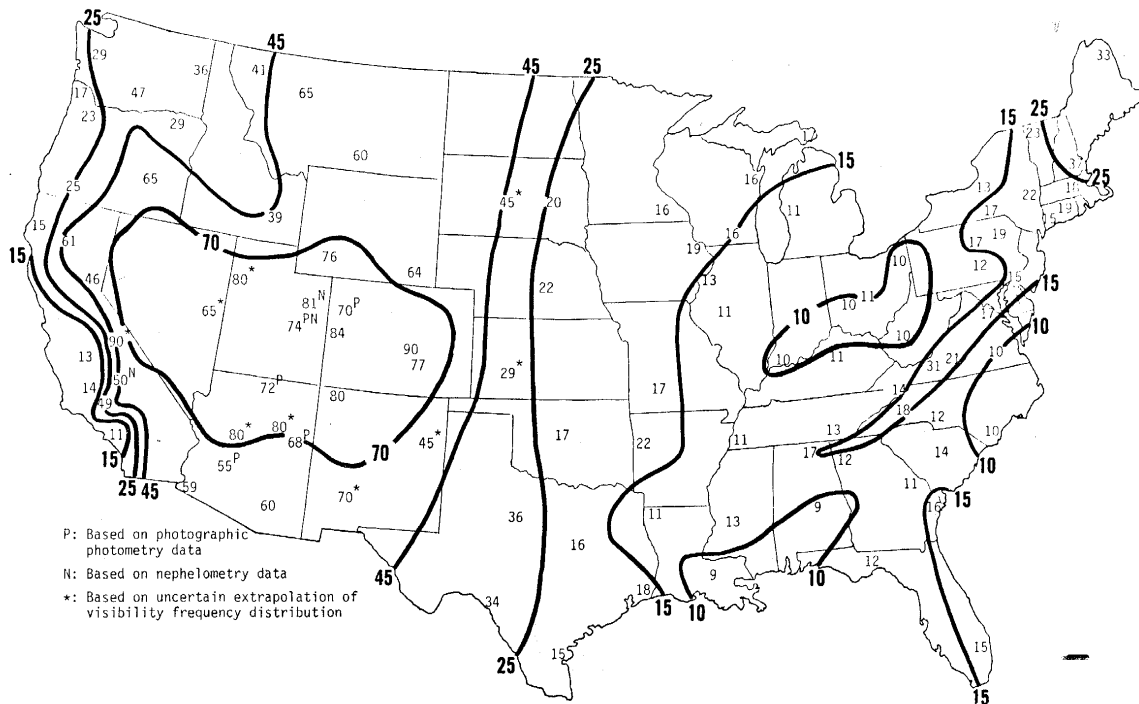 25 45 45 25
29 36 41 65 47 17 23 29 60
33
15 25
23
16 15
65 45* 20 16 13 22 18
25 39 16 11 17 19 15 19
15 61 70 19 17
15 76 64 13 10 12
46 80* 22 15
65* 81N 70P 11 10 11 10 17
74PN 84 10
90* 90 10 11 10 10
13 77 29* 31 21
50N 72P 17 14
14 49 80 18 12
11 80* 80* 68P 70 45* 17 22 11 13 10
15 55P 17 12 14 10
25 45 59 70* 11 15
60 36 11 13 9 16
P: Based on photographic
photometry data
16
N: Based on nephelometry data
45 9 10 12
*: Based on uncertain extrapolation of
visibility frequency distribution
34 18 15 10
25 15 15
15